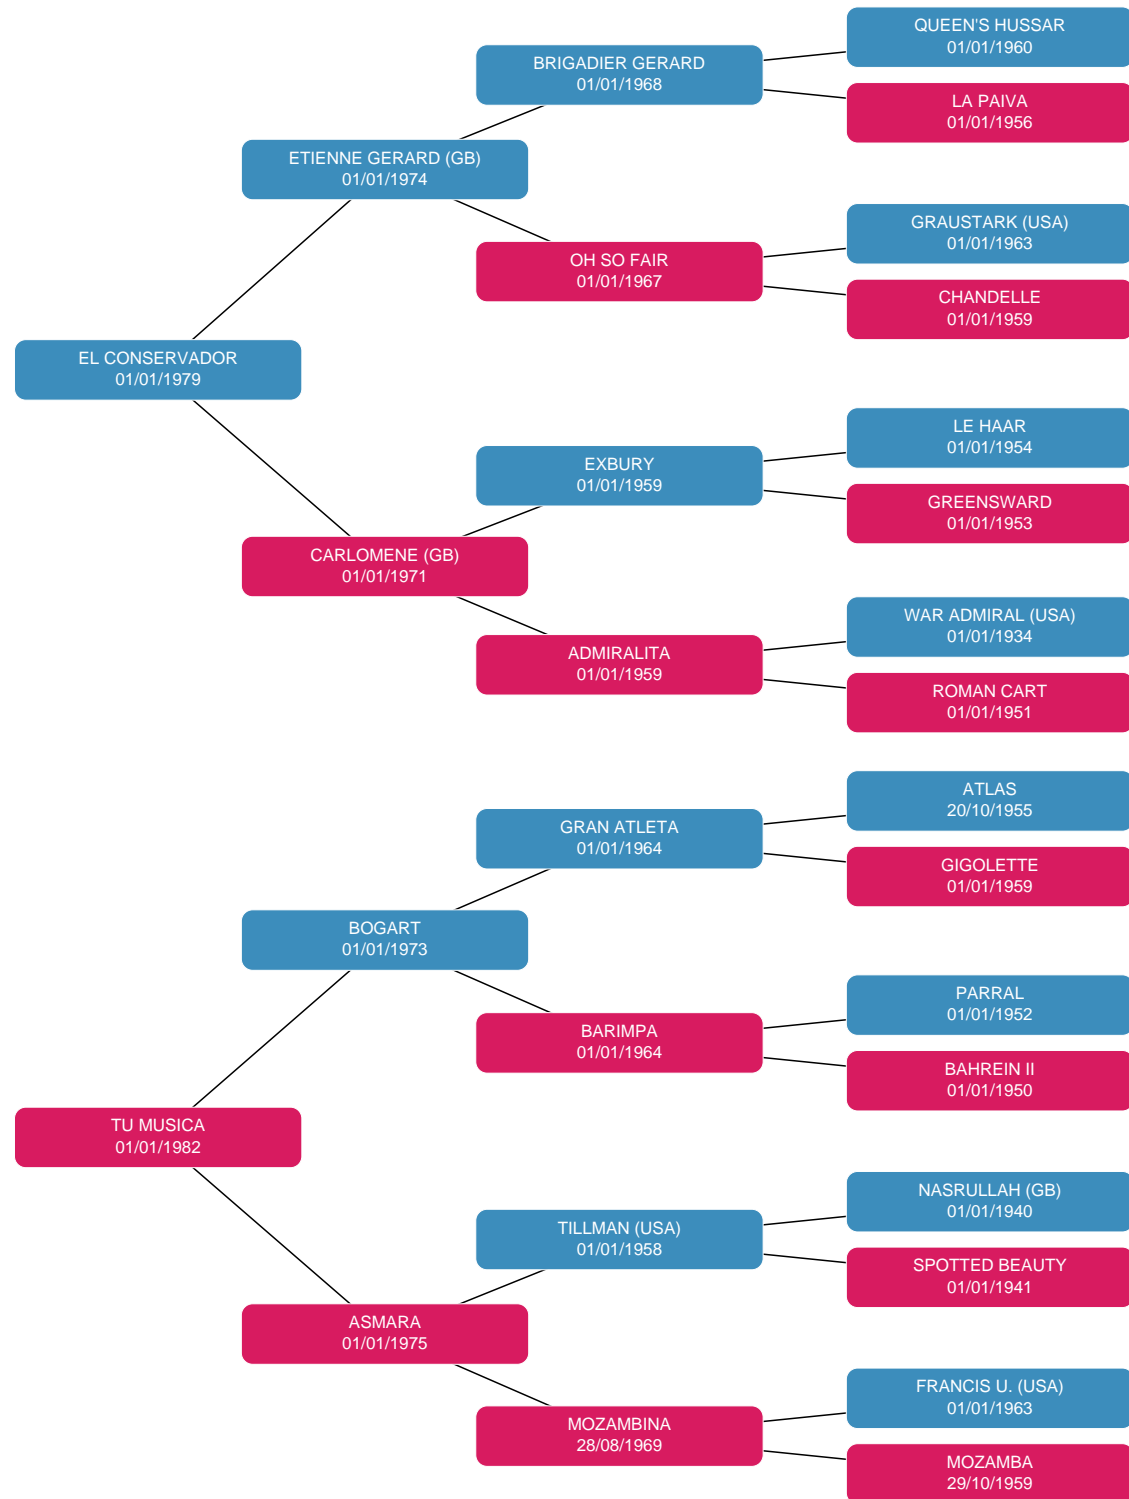 QUEEN'S HUSSAR
01/01/1960
BRIGADIER GERARD
01/01/1968
LA PAIVA
01/01/1956
ETIENNE GERARD (GB)
01/01/1974
GRAUSTARK (USA)
01/01/1963
OH SO FAIR
01/01/1967
CHANDELLE
01/01/1959
EL CONSERVADOR
01/01/1979
LE HAAR
01/01/1954
EXBURY
01/01/1959
GREENSWARD
01/01/1953
CARLOMENE (GB)
01/01/1971
WAR ADMIRAL (USA)
01/01/1934
ADMIRALITA
01/01/1959
ROMAN CART
01/01/1951
ATLAS
20/10/1955
GRAN ATLETA
01/01/1964
GIGOLETTE
01/01/1959
BOGART
01/01/1973
PARRAL
01/01/1952
BARIMPA
01/01/1964
BAHREIN II
01/01/1950
TU MUSICA
01/01/1982
NASRULLAH (GB)
01/01/1940
TILLMAN (USA)
01/01/1958
SPOTTED BEAUTY
01/01/1941
ASMARA
01/01/1975
FRANCIS U. (USA)
01/01/1963
MOZAMBINA
28/08/1969
MOZAMBA
29/10/1959